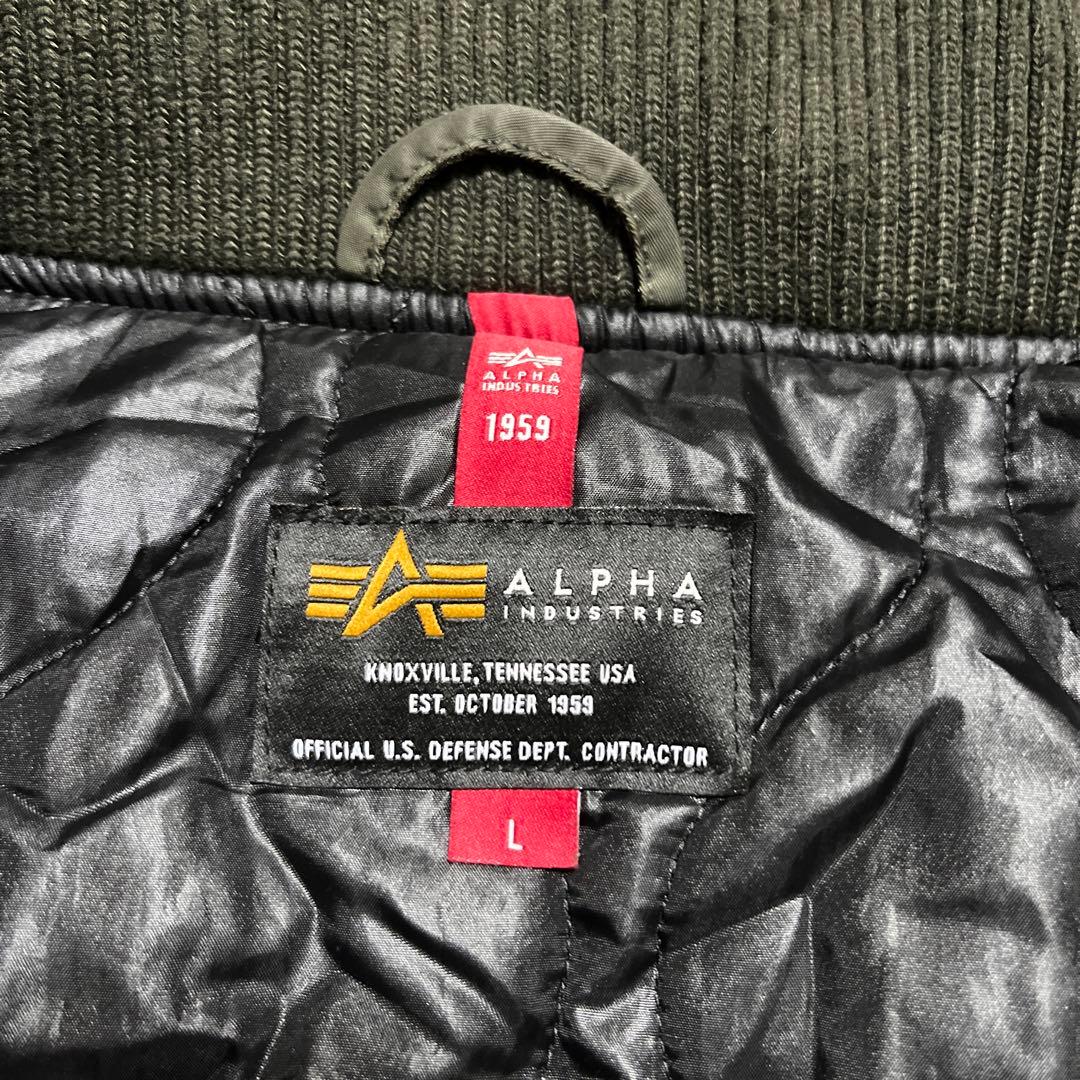 ALPHA
INDUSTRIES
1959
ALPHA
INDUSTRIES
KNOXVILLE, TENNESSEE USA
EST. OCTOBER 1959
OFFICIAL U.S. DEFENSE DEPT. CONTRACTOR
L